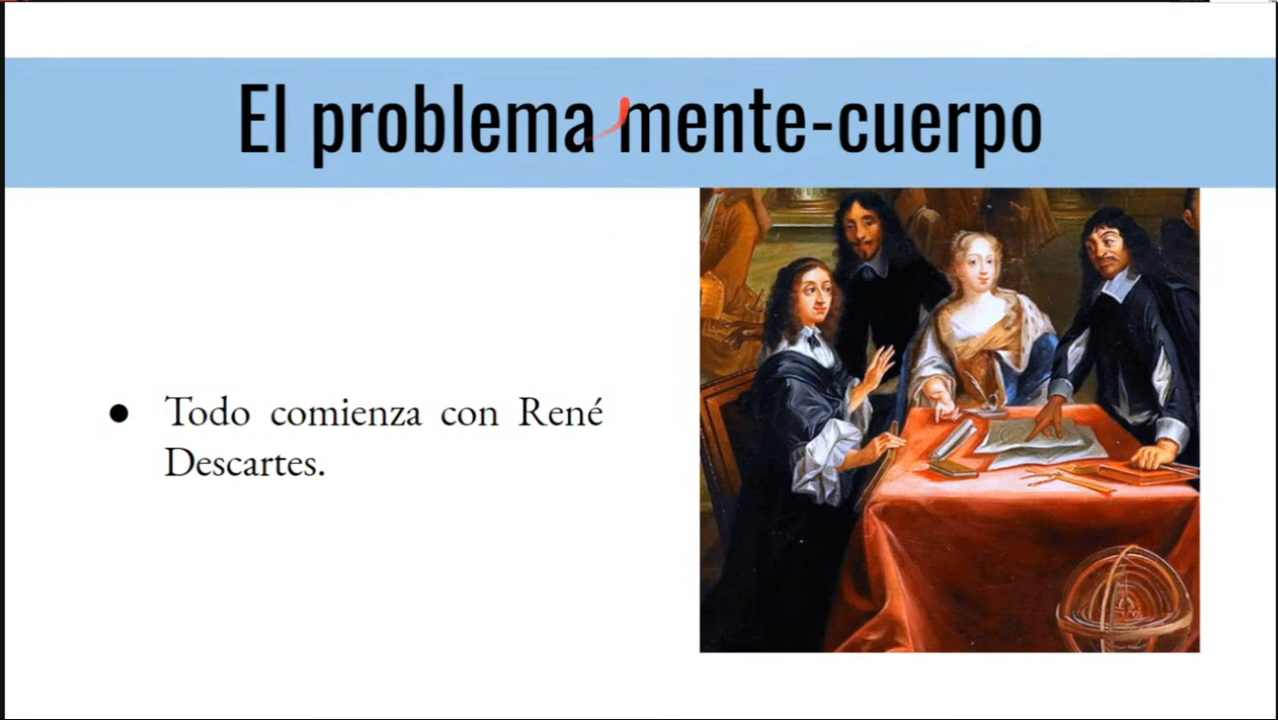 El problema mente-cuerpo
● Todo comienza con René
Descartes.